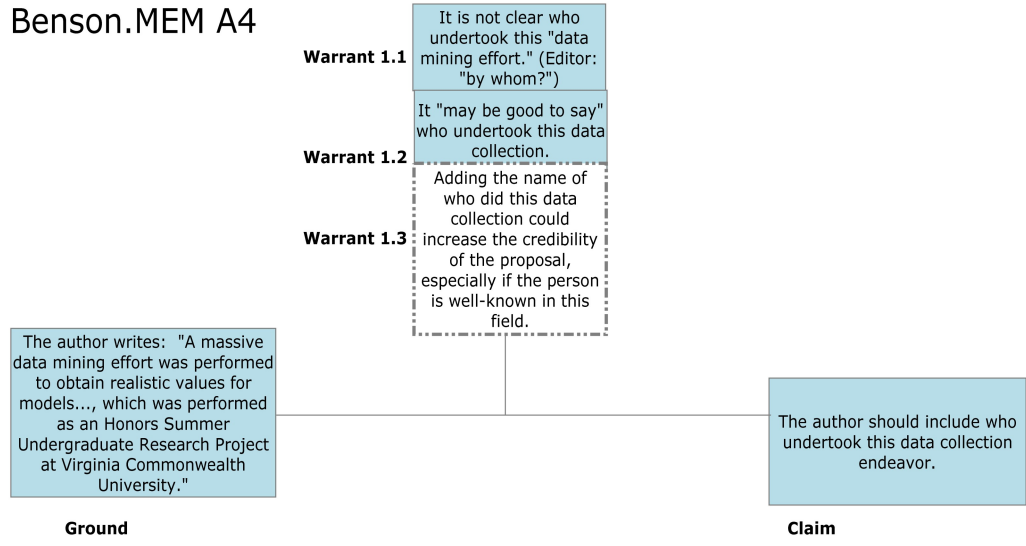 Benson.MEM A4
Warrant 1.1
It is not clear who
undertook this "data
mining effort." (Editor:
"by whom?")
Warrant 1.2
It "may be good to say"
who undertook this data
collection.
Warrant 1.3
Adding the name of
who did this data
collection could
increase the credibility
of the proposal,
especially if the person
is well-known in this
field.
The author writes:  "A massive
data mining effort was performed
to obtain realistic values for
models..., which was performed
as an Honors Summer
Undergraduate Research Project
at Virginia Commonwealth
University."
Ground
The author should include who
undertook this data collection
endeavor.
Claim